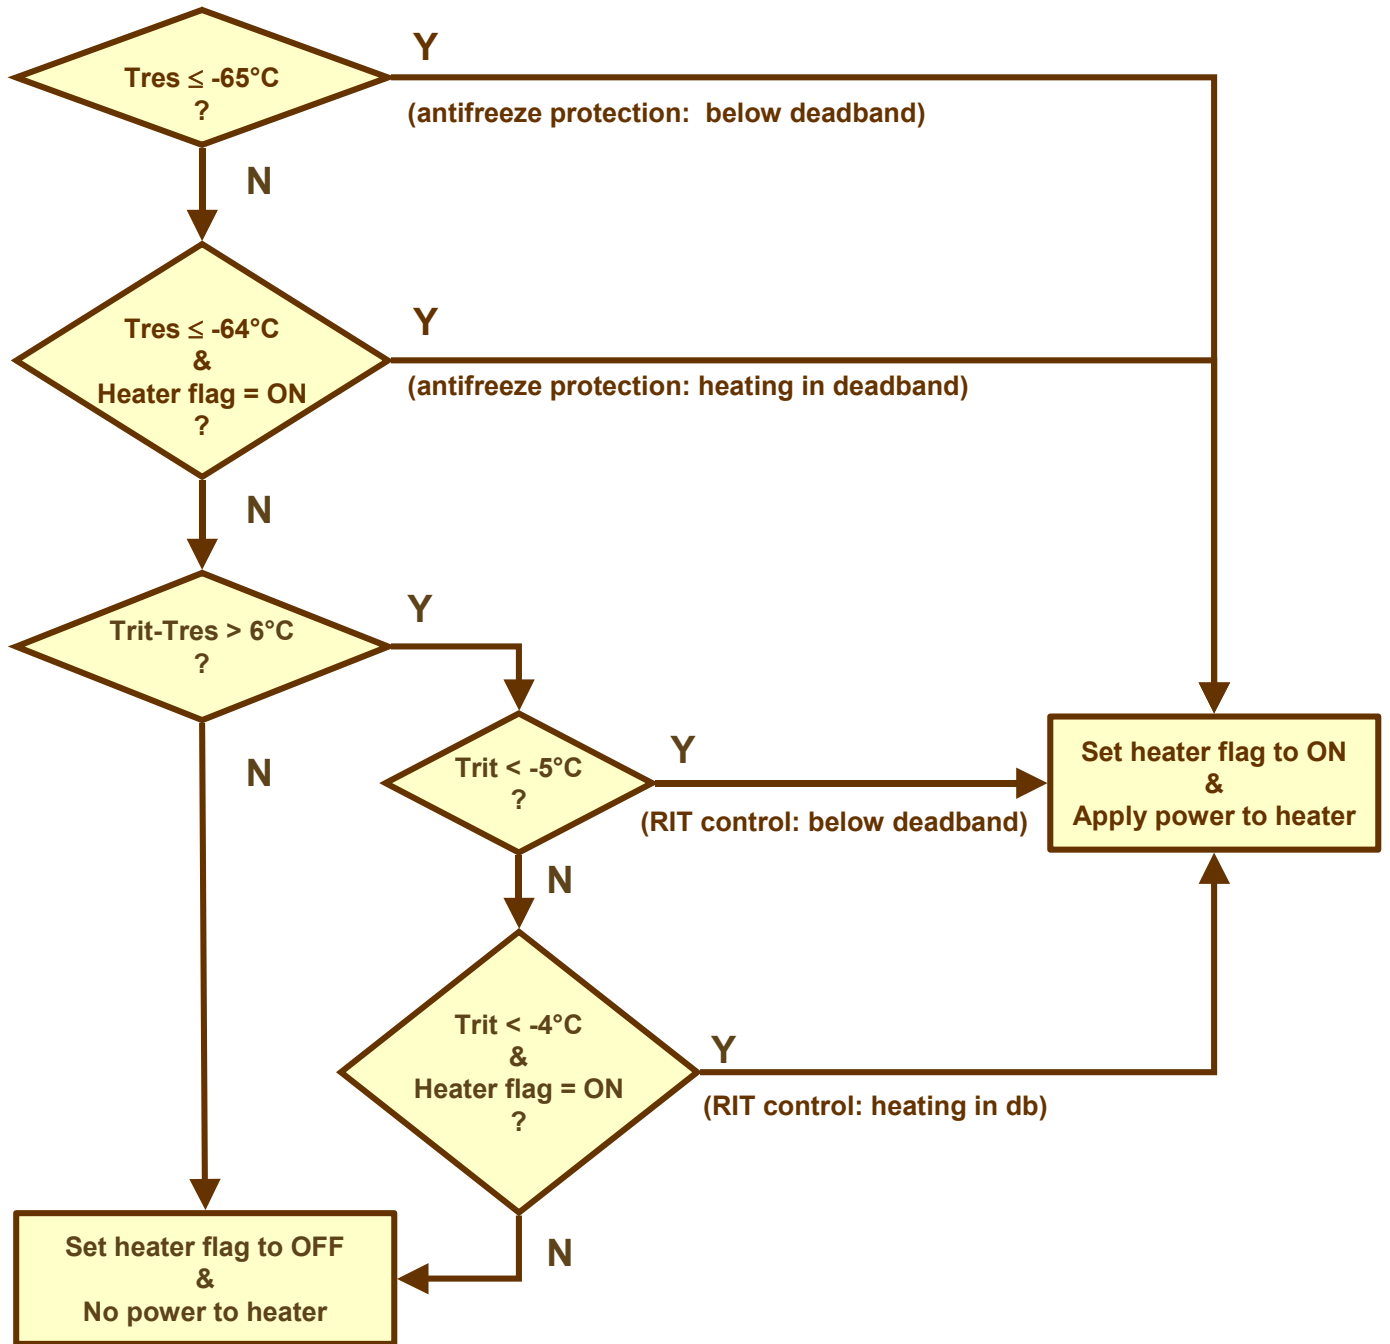 Tres ≤ -65°C
?
Y
(antifreeze protection:  below deadband)
N
Tres ≤ -64°C
&
Heater flag = ON
?
Y
(antifreeze protection: heating in deadband)
N
Trit-Tres > 6°C
?
Y
N
Trit < -5°C
?
Y
(RIT control: below deadband)
N
Set heater flag to ON
&
Apply power to heater
Trit < -4°C
&
Heater flag = ON
?
Y
(RIT control: heating in db)
N
Set heater flag to OFF
&
No power to heater